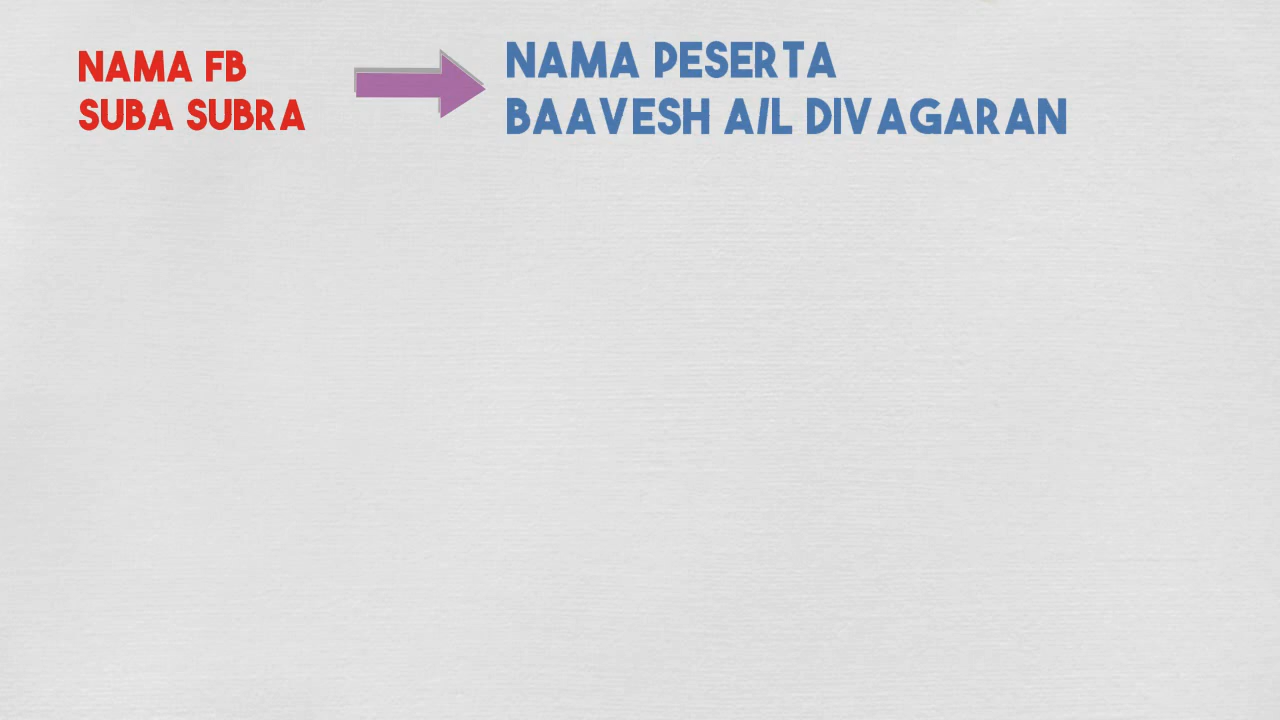 NAMA FB
SUBA SUBRA
NAMA PESERTA
BAAVESH A/L DIVAGARAN